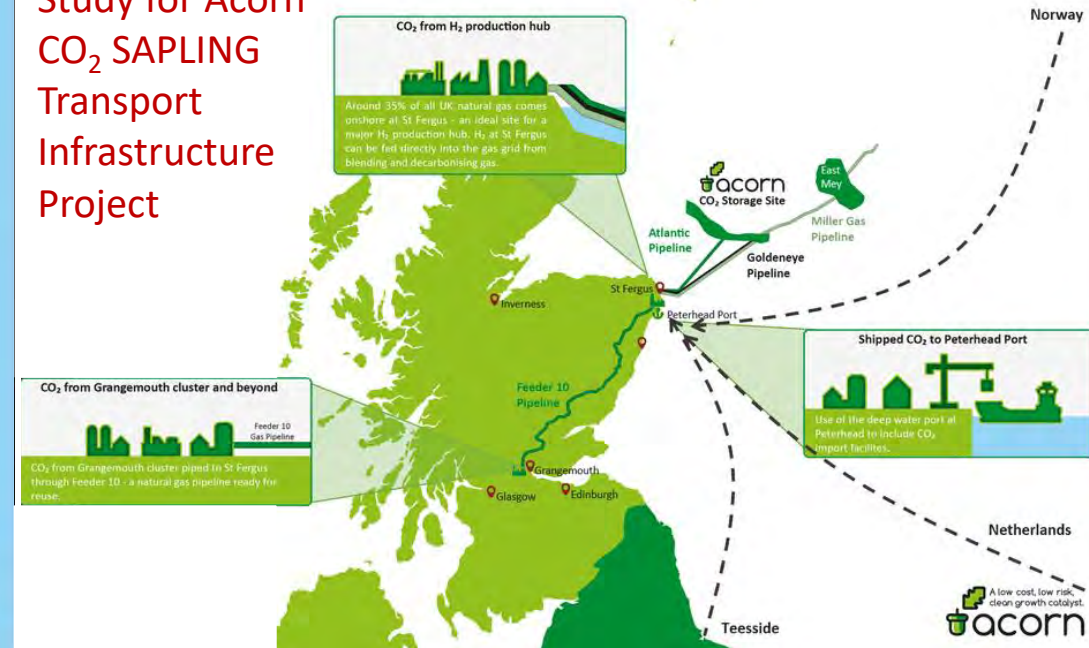 Study for Acorn
CO₂ SAPLING
Transport
Infrastructure
Project
CO₂ from H₂ production hub
Around 35% of all UK natural gas comes
onshore at St Fergus - an ideal site for a
major H₂ production hub. H₂ at St Fergus
can be fed directly into the gas grid from
blending and decarbonising gas.
Norway
acorn
CO₂ Storage Site
East
Mey
Miller Gas
Pipeline
Atlantic
Pipeline
Goldeneye
Pipeline
St Fergus
Inverness
Peterhead Port
Shipped CO₂ to Peterhead Port
Use of the deep water port at
Peterhead to include CO₂
import facilites.
CO₂ from Grangemouth cluster and beyond
Feeder 10
Gas Pipeline
CO₂ from Grangemouth cluster piped to St Fergus
through Feeder 10 - a natural gas pipeline ready for
reuse.
Feeder 10
Pipeline
Grangemouth
Glasgow
Edinburgh
Netherlands
Teesside
A low cost, low risk,
clean growth catalyst.
acorn